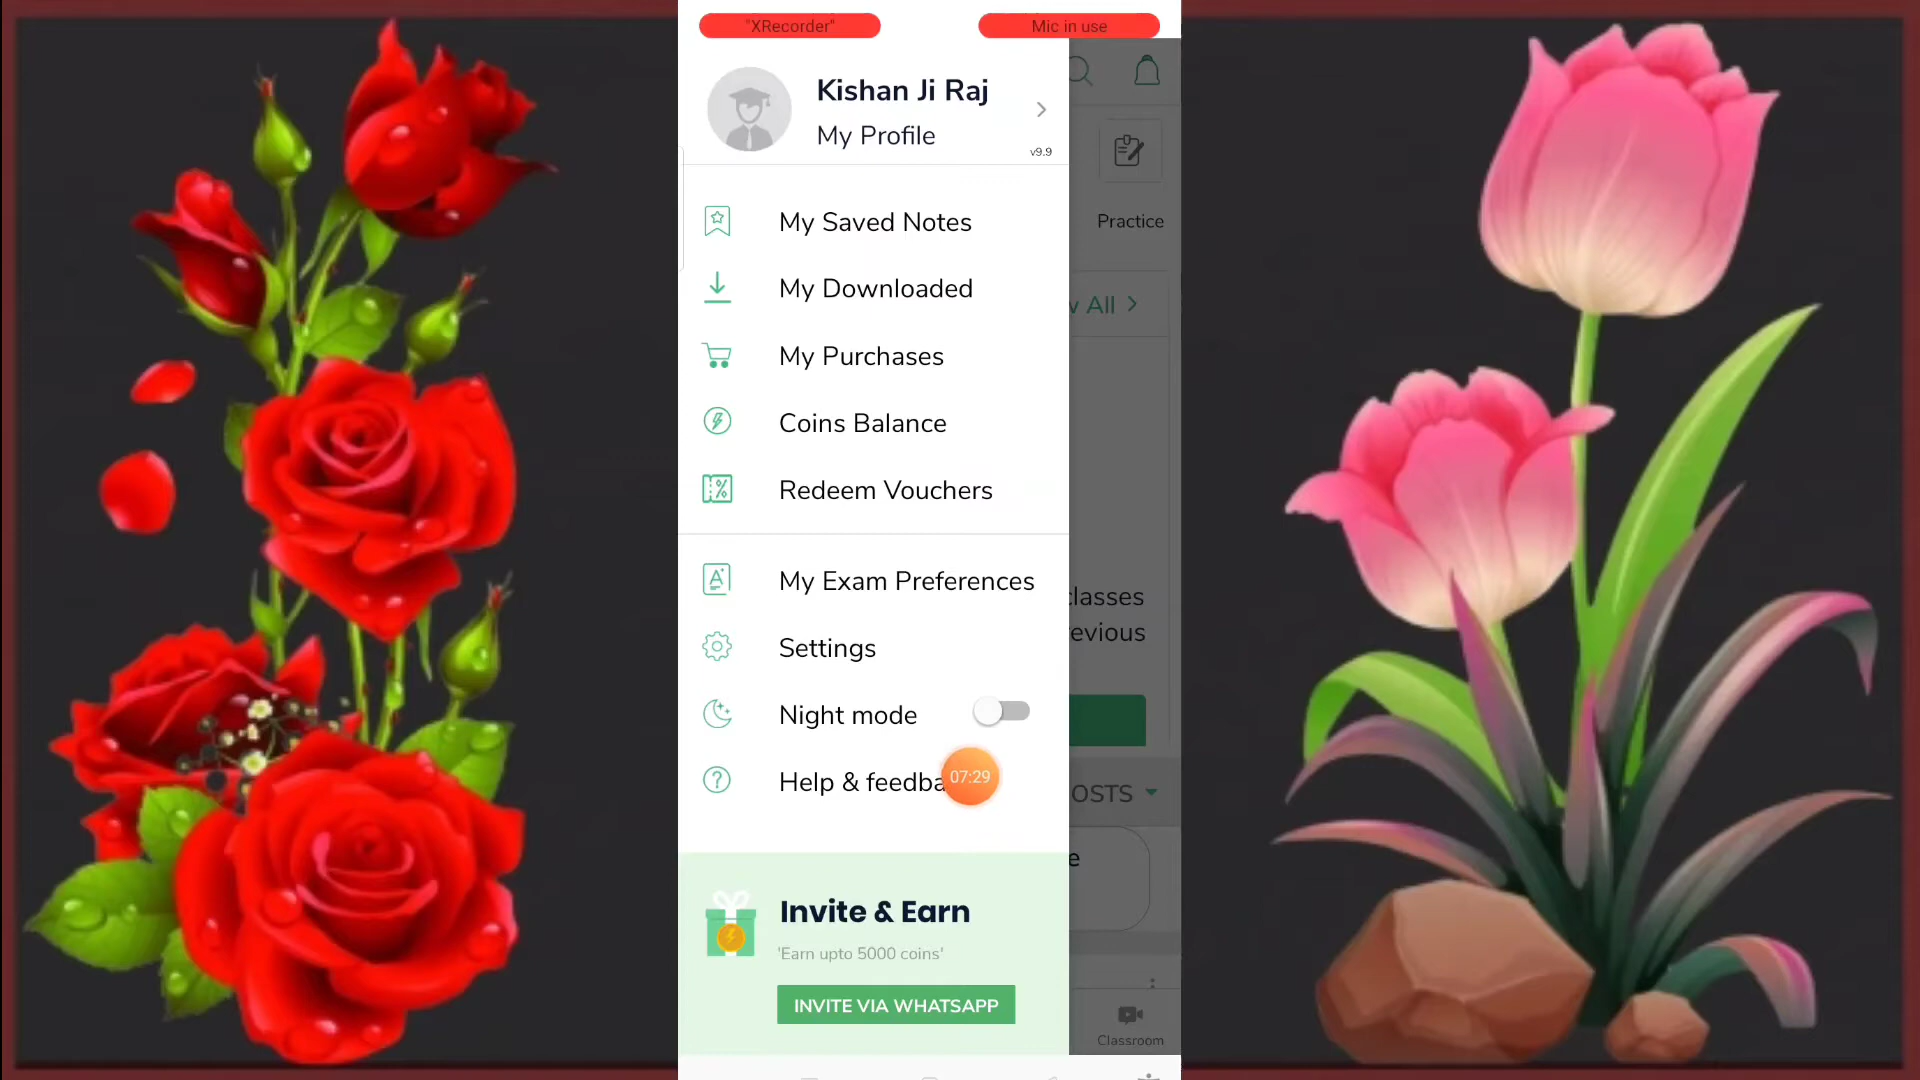 "XRecorder"
Mic in use
Kishan Ji Raj
My Profile
v9.9
My Saved Notes
Practice
My Downloaded
All
My Purchases
Coins Balance
Redeem Vouchers
My Exam Preferences
classes
evious
Settings
Night mode
Help & feedba
07:29
OSTS
e
Invite & Earn
'Earn upto 5000 coins'
INVITE VIA WHATSAPP
Classroom